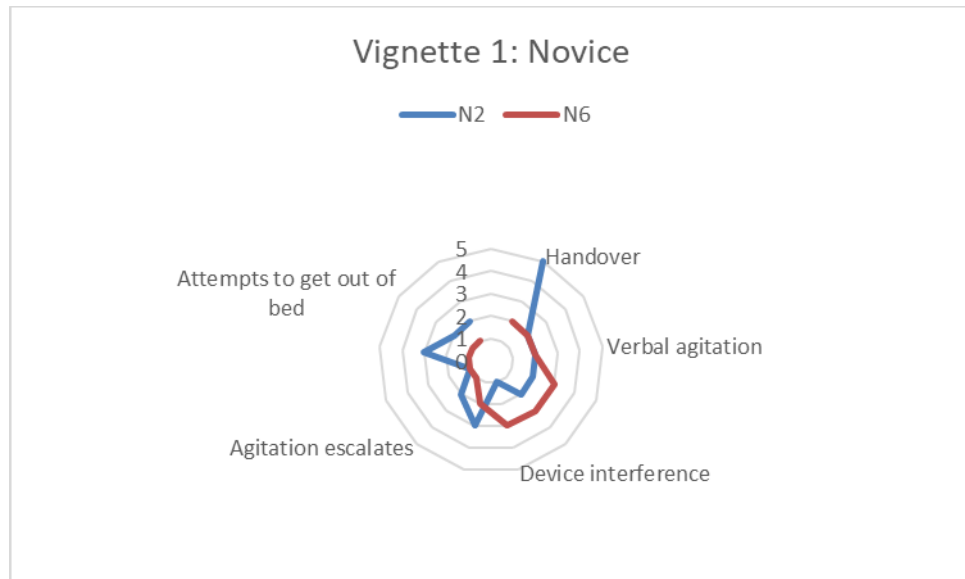 Vignette 1: Novice
N2 N6
5
4
3
2
1
0
Handover
Verbal agitation
Device interference
Agitation escalates
Attempts to get out of
bed